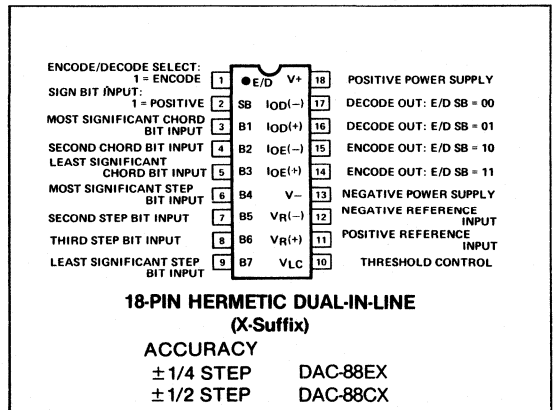 ENCODE/DECODE SELECT:
1 = ENCODE
SIGN BIT INPUT:
1 = POSITIVE
MOST SIGNIFICANT CHORD
BIT INPUT
SECOND CHORD BIT INPUT
LEAST SIGNIFICANT
CHORD BIT INPUT
MOST SIGNIFICANT STEP
BIT INPUT
SECOND STEP BIT INPUT
THIRD STEP BIT INPUT
LEAST SIGNIFICANT STEP
BIT INPUT
1 E/D V+ 18
2 SB IOD(−) 17
3 B1 IOD(+) 16
4 B2 IOE(−) 15
5 B3 IOE(+) 14
6 B4 V− 13
7 B5 VR(−) 12
8 B6 VR(+) 11
9 B7 VLC 10
POSITIVE POWER SUPPLY
DECODE OUT: E/D SB = 00
DECODE OUT: E/D SB = 01
ENCODE OUT: E/D SB = 10
ENCODE OUT: E/D SB = 11
NEGATIVE POWER SUPPLY
NEGATIVE REFERENCE
INPUT
POSITIVE REFERENCE
INPUT
THRESHOLD CONTROL
18-PIN HERMETIC DUAL-IN-LINE
(X-Suffix)
ACCURACY
±1/4 STEP DAC-88EX
±1/2 STEP DAC-88CX